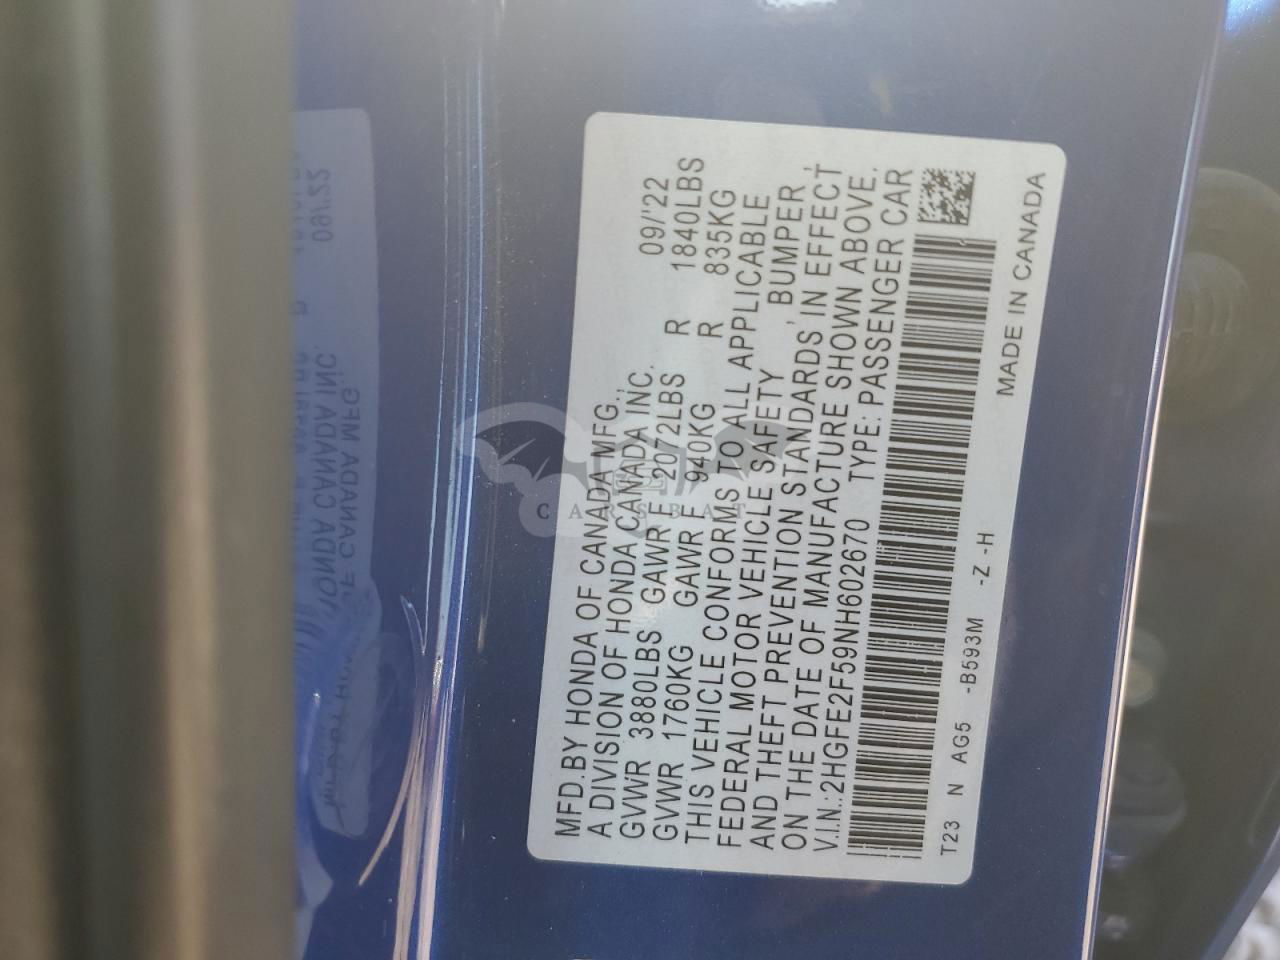 MFD.BY HONDA OF CANADA MFG.,
A DIVISION OF HONDA CANADA INC. 09/'22
GVWR 3880LBS GAWR F 2072LBS R 1840LBS
GVWR 1760KG GAWR F 940KG R 835KG
THIS VEHICLE CONFORMS TO ALL APPLICABLE
FEDERAL MOTOR VEHICLE SAFETY, BUMPER,
AND THEFT PREVENTION STANDARDS IN EFFECT
ON THE DATE OF MANUFACTURE SHOWN ABOVE.
V.I.N.:2HGFE2F59NH602670 TYPE: PASSENGER CAR
T23 N AG5 -B593M -Z -H
MADE IN CANADA
CARSBAT